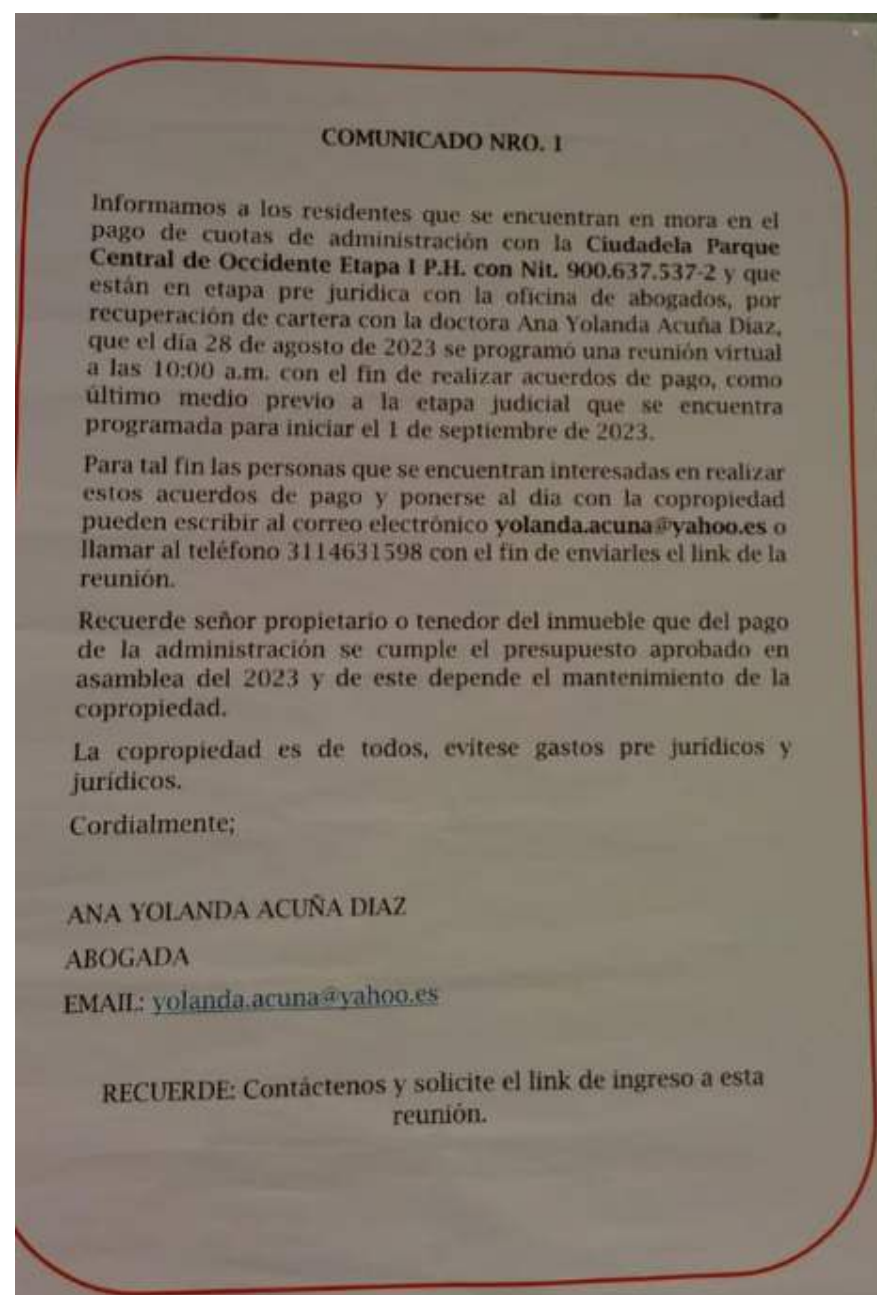 COMUNICADO NRO. 1
Informamos a los residentes que se encuentran en mora en el
pago de cuotas de administración con la Ciudadela Parque
Central de Occidente Etapa I P.H. con Nit. 900.637.537-2 y que
están en etapa pre jurídica con la oficina de abogados, por
recuperación de cartera con la doctora Ana Yolanda Acuña Diaz,
que el día 28 de agosto de 2023 se programó una reunión virtual
a las 10:00 a.m. con el fin de realizar acuerdos de pago, como
último medio previo a la etapa judicial que se encuentra
programada para iniciar el 1 de septiembre de 2023.
Para tal fin las personas que se encuentran interesadas en realizar
estos acuerdos de pago y ponerse al día con la copropiedad
pueden escribir al correo electrónico yolanda.acuna@yahoo.es o
llamar al teléfono 3114631598 con el fin de enviarles el link de la
reunión.
Recuerde señor propietario o tenedor del inmueble que del pago
de la administración se cumple el presupuesto aprobado en
asamblea del 2023 y de este depende el mantenimiento de la
copropiedad.
La copropiedad es de todos, evítese gastos pre jurídicos y
jurídicos.
Cordialmente;
ANA YOLANDA ACUÑA DIAZ
ABOGADA
EMAIL: yolanda.acuna@yahoo.es
RECUERDE: Contáctenos y solicite el link de ingreso a esta
reunión.